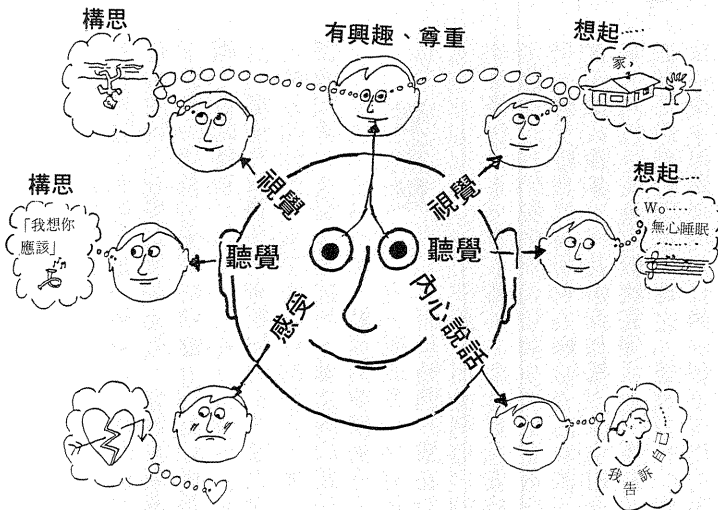 構思
有興趣、尊重
想起……
家,
視覺
視覺
構思
「我想你
應該」
聽覺
聽覺
想起……
Wo……
無心睡眠
…………
感受
內心說話
我告訴自己……